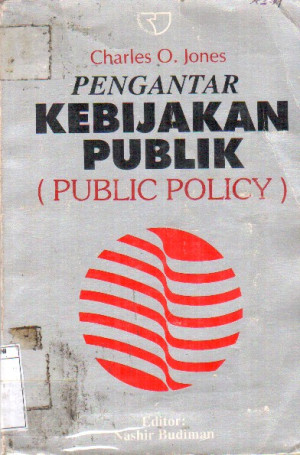 Charles O. Jones
PENGANTAR
KEBIJAKAN
PUBLIK
( PUBLIC POLICY )
Editor:
Nashir Budiman